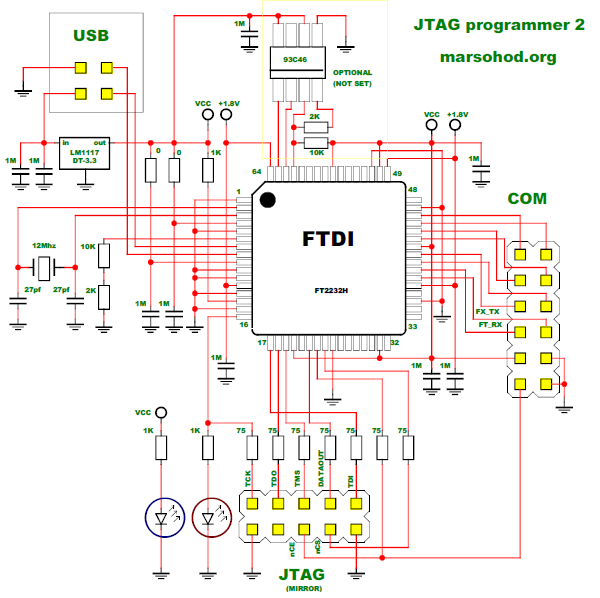 JTAG programmer 2
marsohod.org
USB
1M
93C46
OPTIONAL
(NOT SET)
VCC
+1.8V
2K
10K
VCC
+1.8V
in
out
LM1117
DT-3.3
1M
1M
0
0
1K
1M
64
49
1
48
COM
FTDI
FT2232H
12Mhz
10K
27pf
27pf
2K
1M
1M
16
33
17
32
FX_TX
FT_RX
1M
1M
1M
VCC
1K
1K
75
75
75
75
75
75
75
TCK
TDO
TMS
DATAOUT
TDI
nCE
nCS
JTAG
(MIRROR)